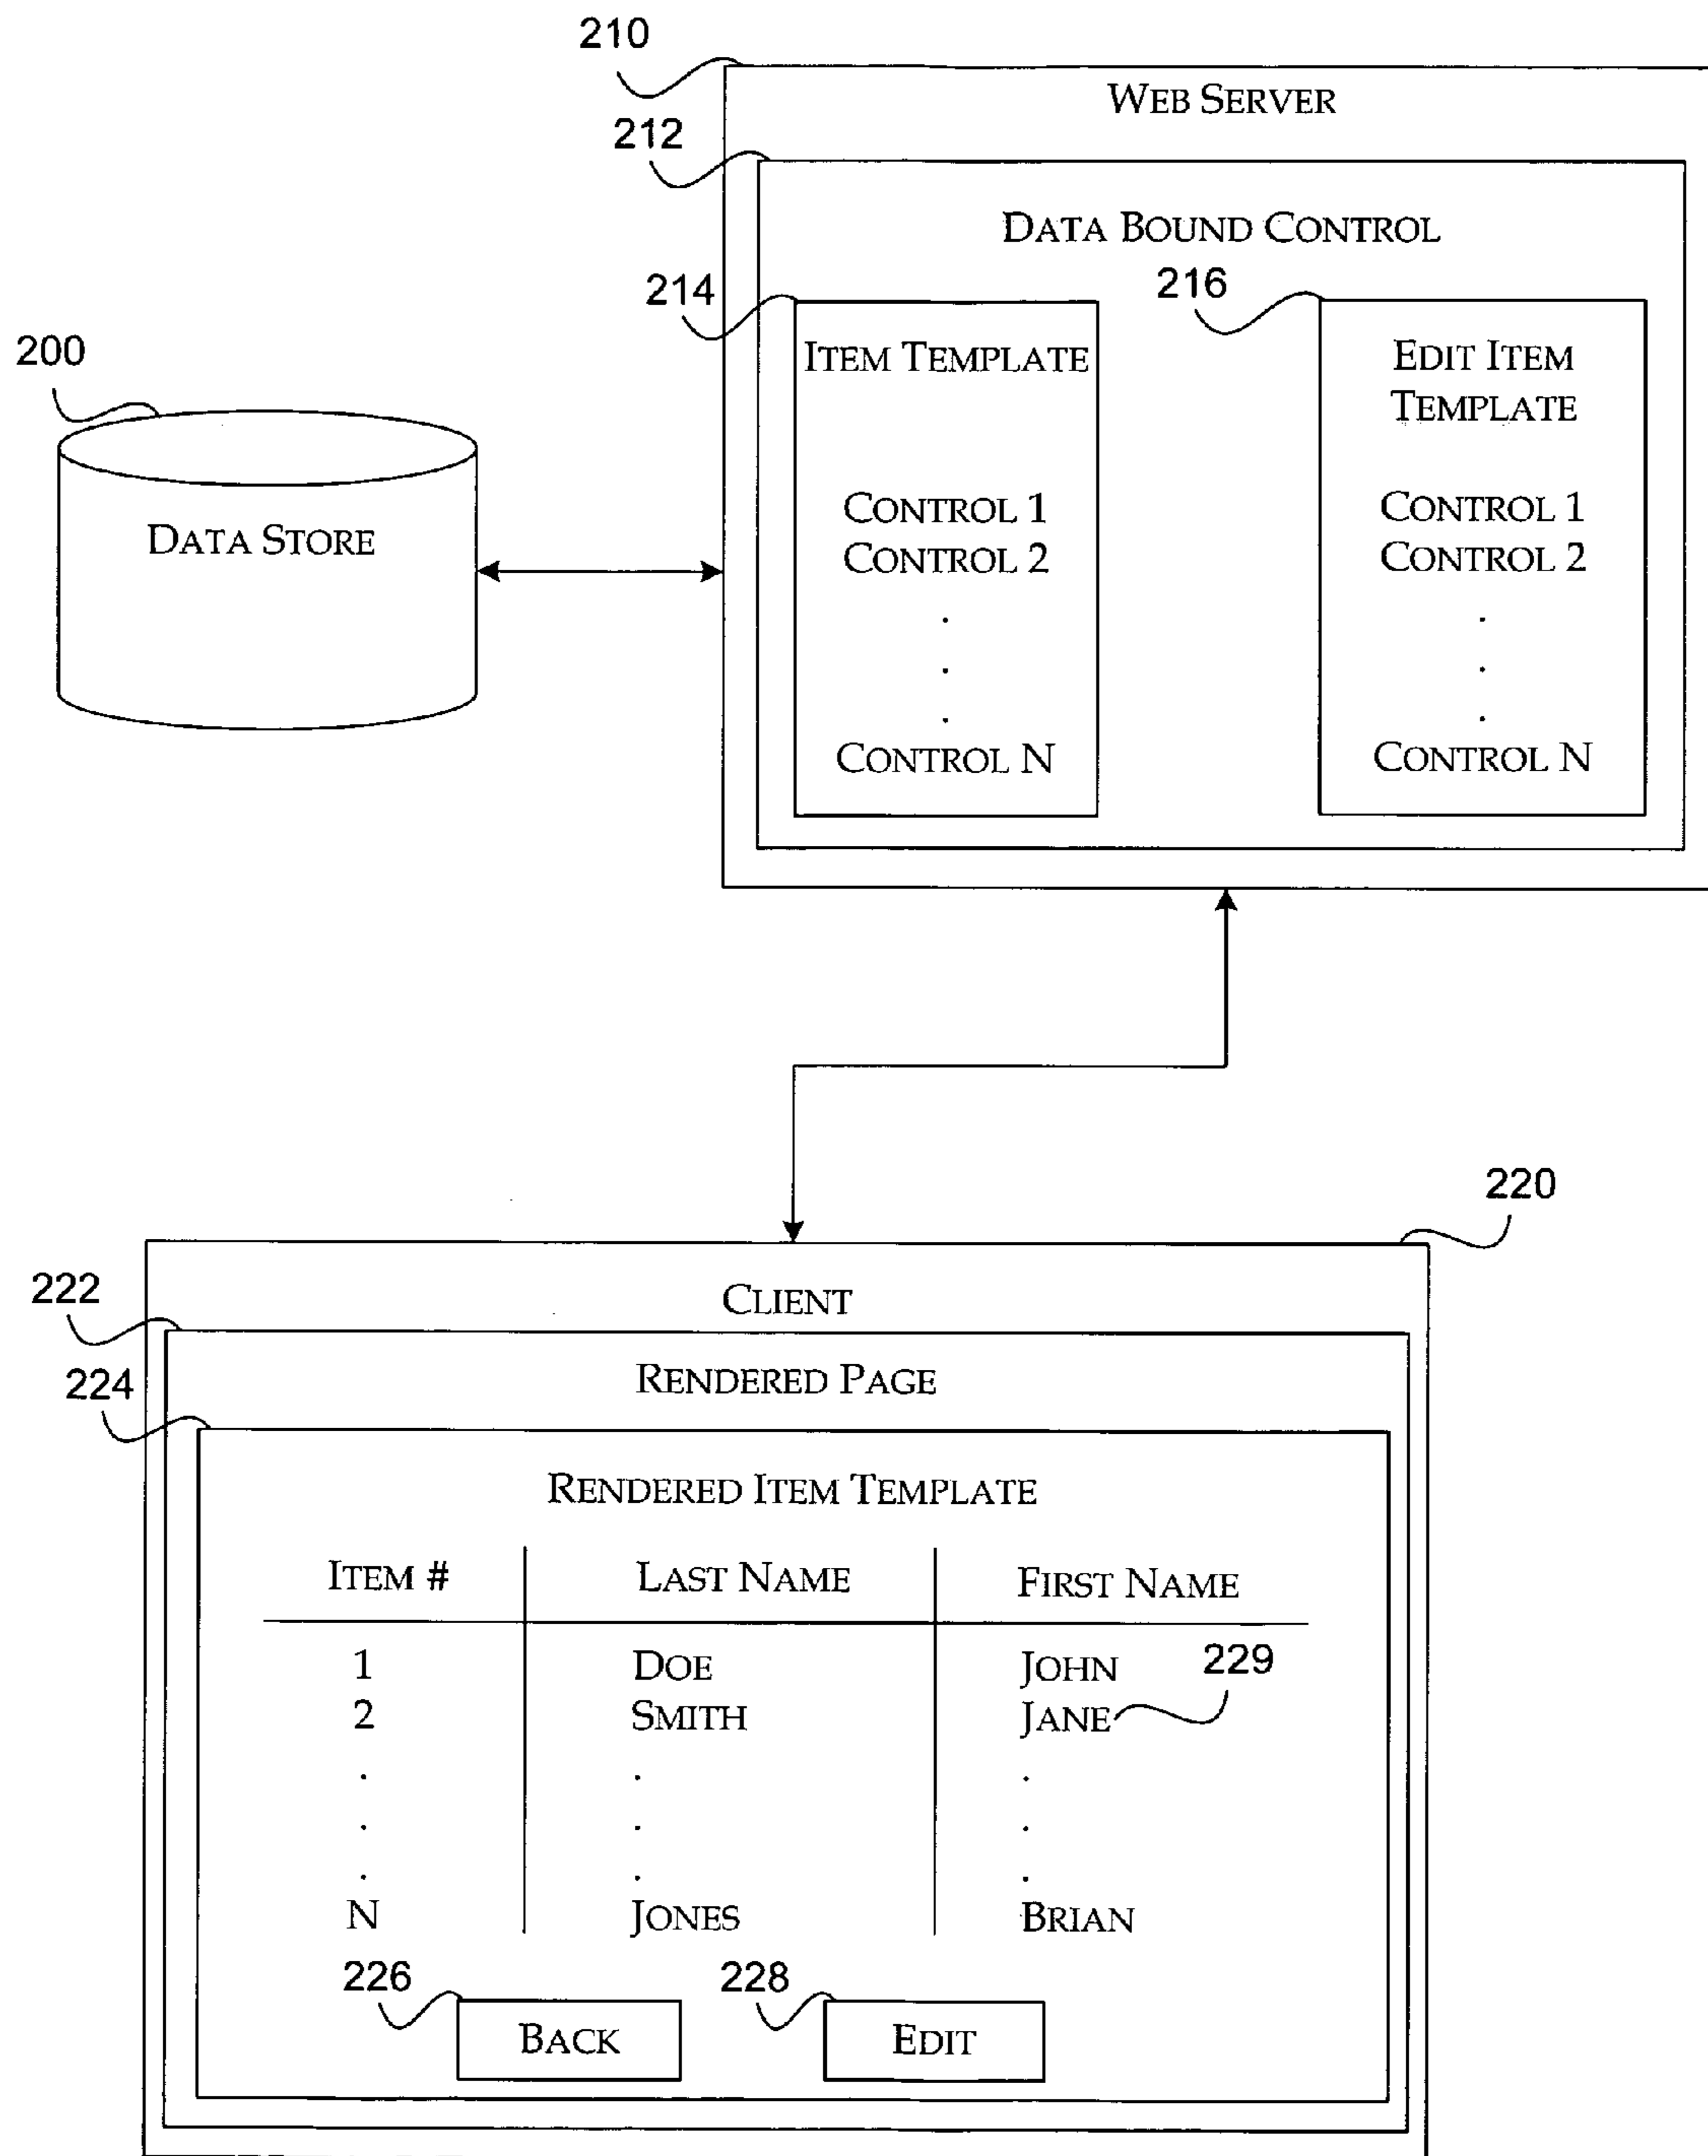 210
WEB SERVER
212
DATA BOUND CONTROL
214
216
ITEM TEMPLATE
EDIT ITEM
TEMPLATE
CONTROL 1
CONTROL 2
.
.
.
CONTROL N
CONTROL 1
CONTROL 2
.
.
.
CONTROL N
200
DATA STORE
220
CLIENT
222
RENDERED PAGE
224
RENDERED ITEM TEMPLATE
ITEM # LAST NAME FIRST NAME
1 DOE JOHN 229
2 SMITH JANE
. . .
. . .
. . .
N JONES BRIAN
226
228
BACK
EDIT